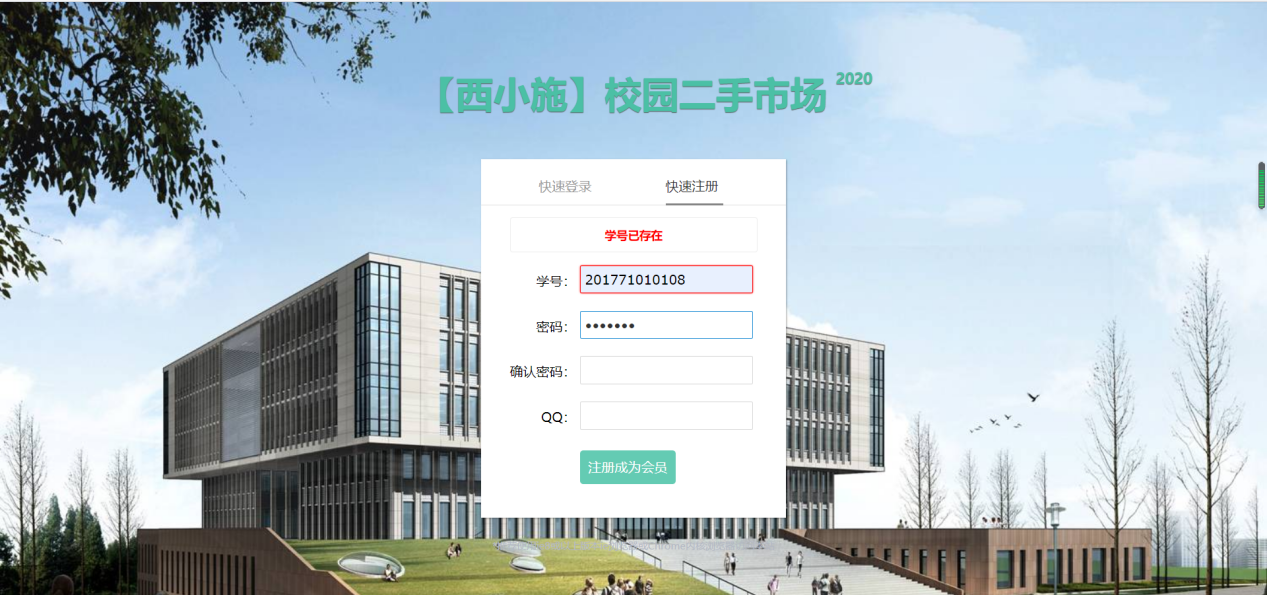 【西小施】校园二手市场 2020
快速登录 快速注册
学号已存在
学号： 201771010108
密码： •••••••
确认密码：
QQ：
注册成为会员